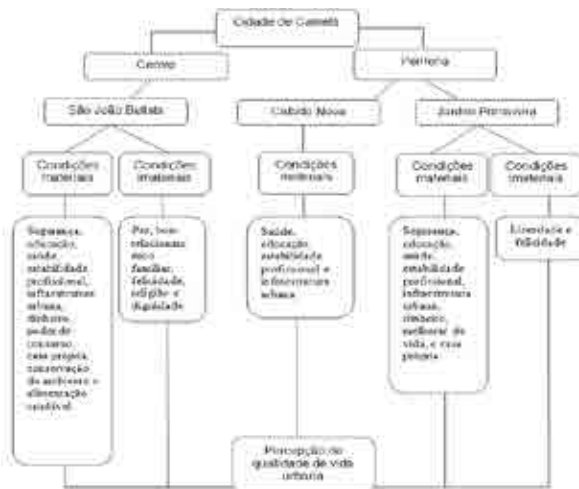 Cidade de Cametá
Centro
Periferia
São João Batista
Cidade Nova
Jardim Primavera
Condições
materiais
Condições
imateriais
Condições
materiais
Condições
materiais
Condições
imateriais
Segurança,
educação,
saúde,
estabilidade
profissional,
infraestrutura
urbana,
dinheiro,
poder de
consumo,
casa própria,
conservação
do
alimentação
saudável
Paz, bom
relacionamento
familiar,
felicidade,
religião e
dignidade
Saúde,
educação,
estabilidade
profissional e
infraestrutura
urbana
Segurança,
educação,
saúde,
estabilidade
profissional,
infraestrutura
urbana,
dinheiro,
melhorar de
vida, e casa
própria
Liberdade e
felicidade
Percepção de
qualidade de vida
urbana